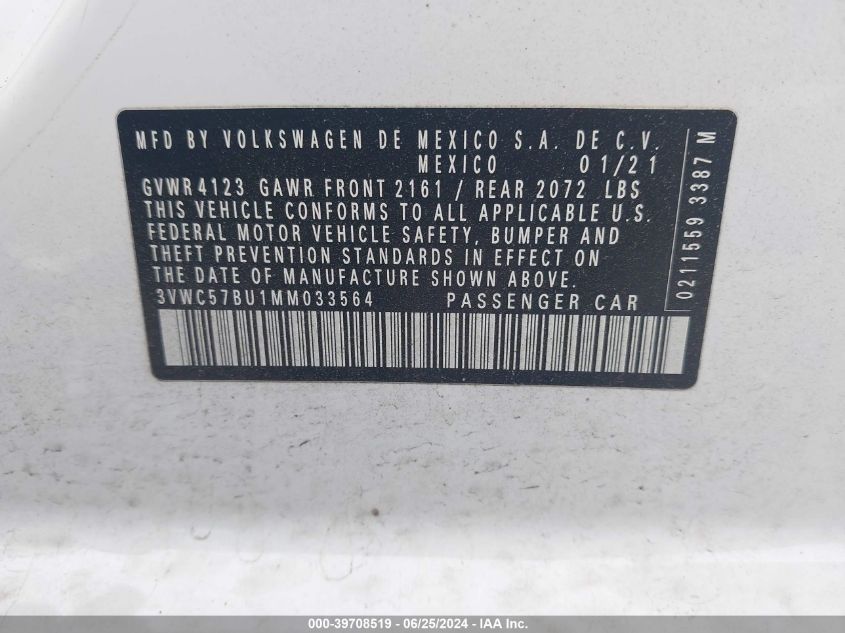 MFD BY VOLKSWAGEN DE MEXICO S.A. DE C.V.
MEXICO 01/21
GVWR 4123 GAWR FRONT 2161 / REAR 2072 LBS
THIS VEHICLE CONFORMS TO ALL APPLICABLE U.S.
FEDERAL MOTOR VEHICLE SAFETY, BUMPER AND
THEFT PREVENTION STANDARDS IN EFFECT ON
THE DATE OF MANUFACTURE SHOWN ABOVE.
3VWC57BU1MM033564 PASSENGER CAR
0211559 3387 M
000-39708519 - 06/25/2024 - IAA Inc.